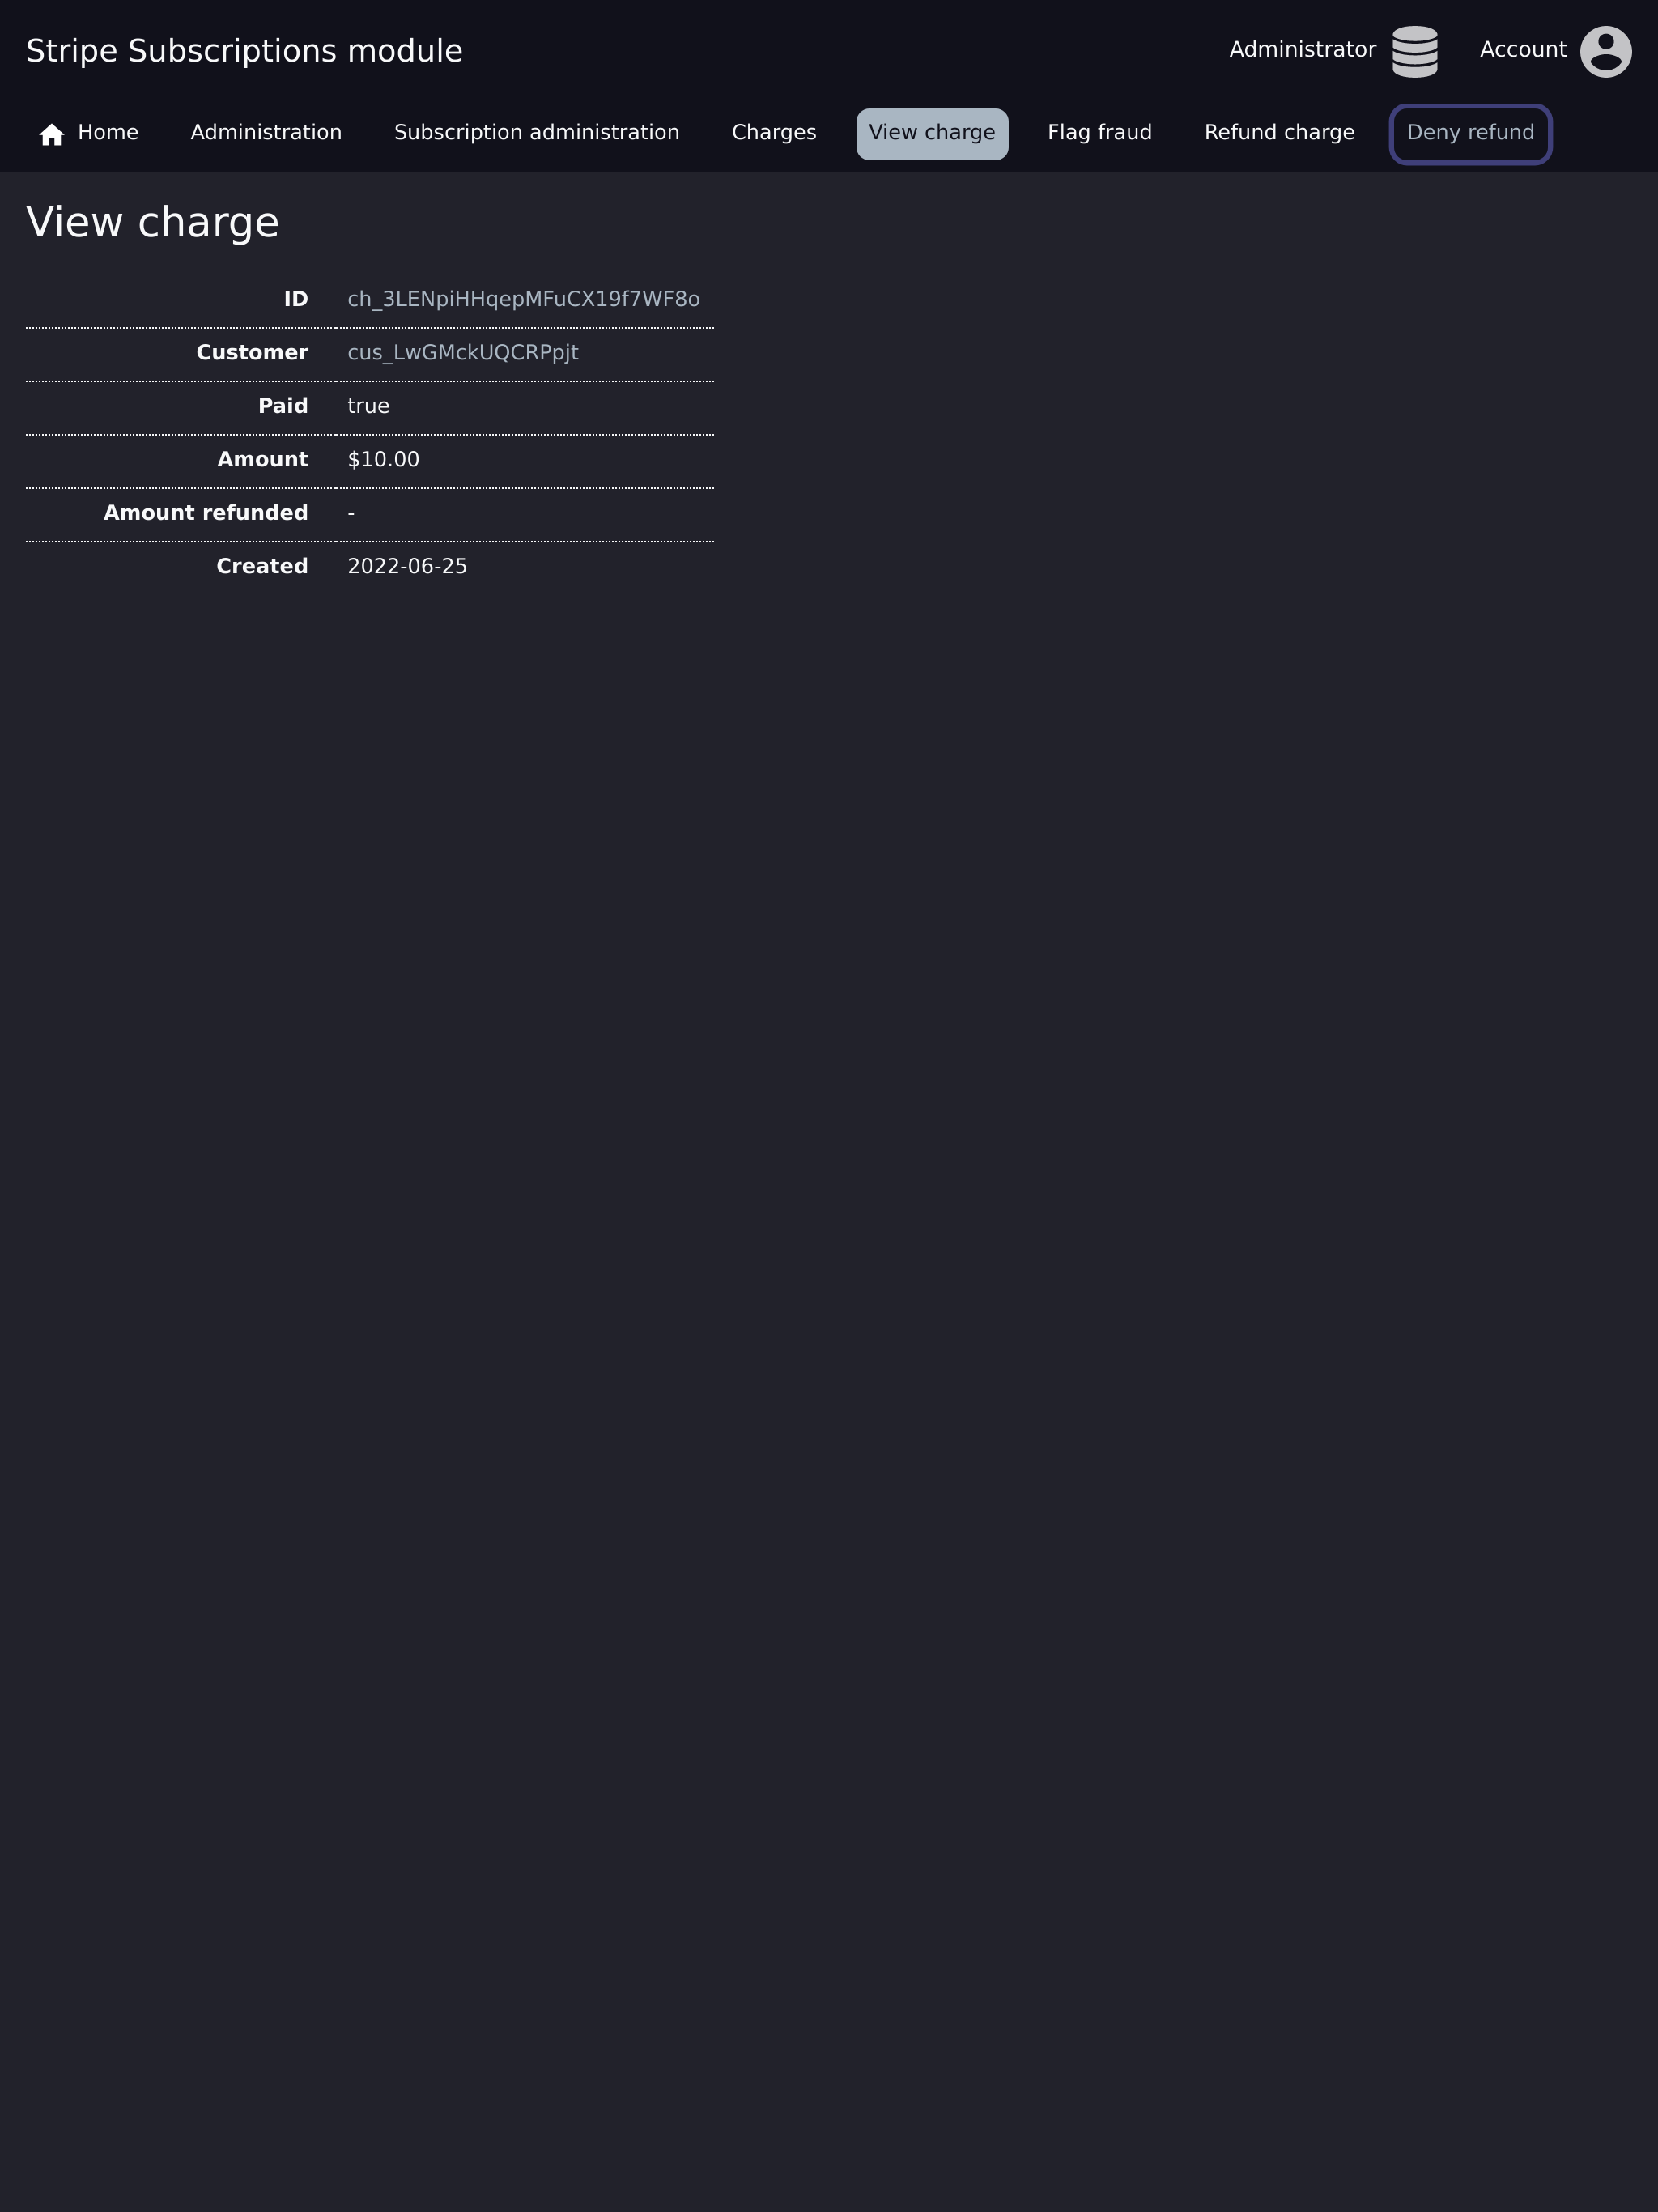 Stripe Subscriptions module
Administrator Account
Home Administration Subscription administration Charges View charge Flag fraud Refund charge Deny refund
View charge
ID ch_3LENpiHHqepMFuCX19f7WF8o
Customer cus_LwGMckUQCRPpjt
Paid true
Amount $10.00
Amount refunded -
Created 2022-06-25